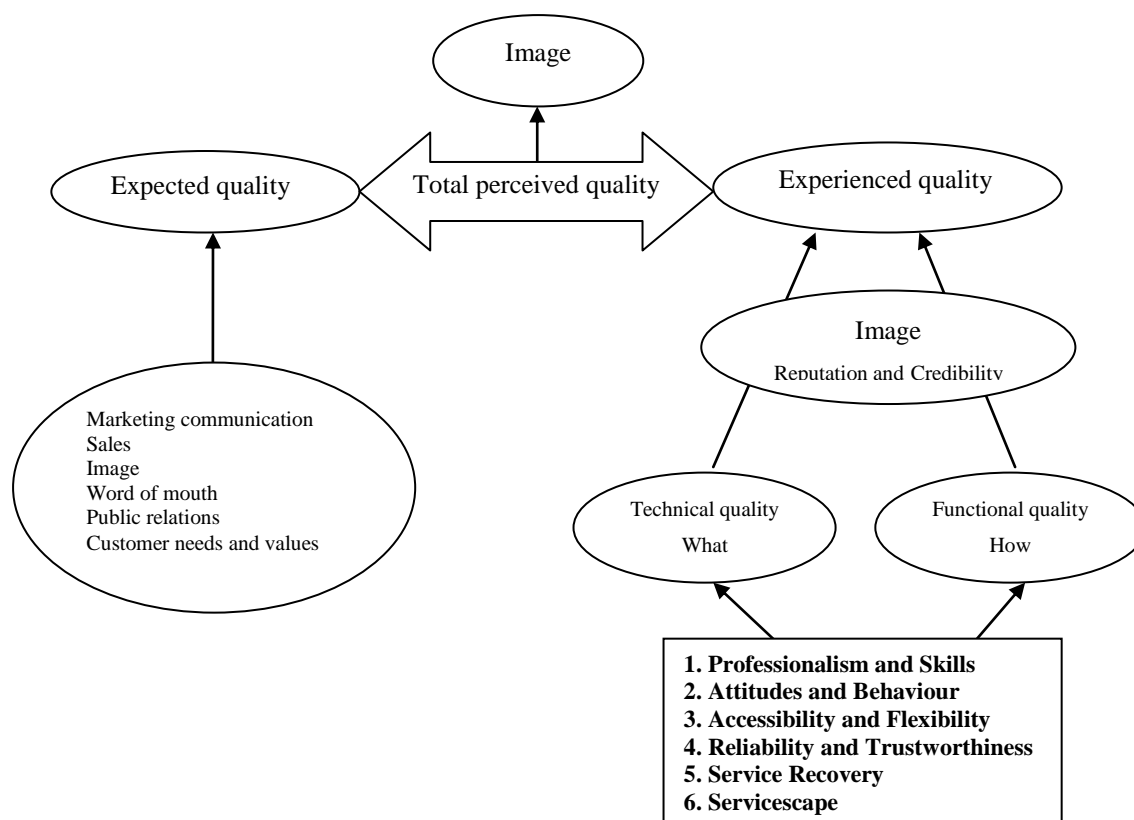 Image
Expected quality
Total perceived quality
Experienced quality
Image
Reputation and Credibility
Marketing communication
Sales
Image
Word of mouth
Public relations
Customer needs and values
Technical quality
What
Functional quality
How
1. Professionalism and Skills
2. Attitudes and Behaviour
3. Accessibility and Flexibility
4. Reliability and Trustworthiness
5. Service Recovery
6. Servicescape